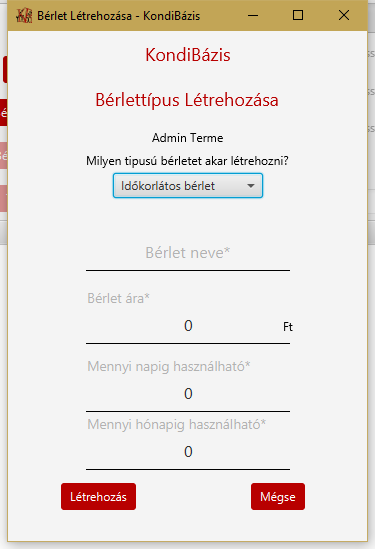 Bérlet Létrehozása - KondiBázis
KondiBázis
Bérlettípus Létrehozása
Admin Terme
Milyen tipusú bérletet akar létrehozni?
Időkorlátos bérlet
Bérlet neve*
Bérlet ára*
0 Ft
Mennyi napig használható*
0
Mennyi hónapig használható*
0
Létrehozás Mégse